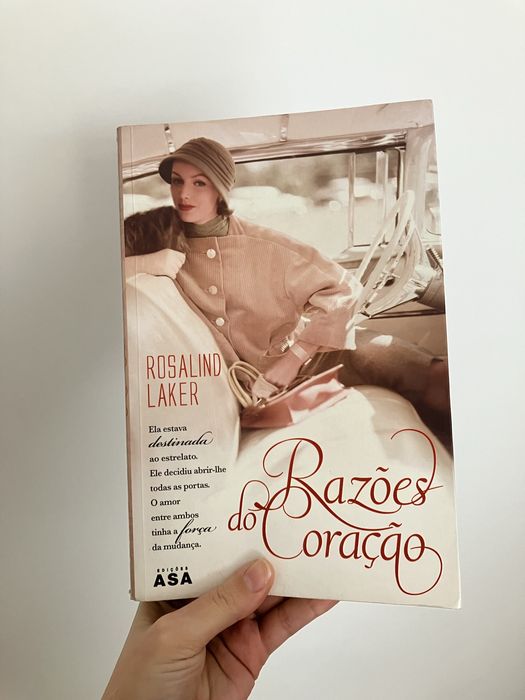 ROSALIND
LAKER
Ela estava
destinada
ao estrelato.
Ele decidiu abrir-lhe
todas as portas.
O amor
entre ambos
tinha a força
da mudança.
Razões
do Coração
EDIÇÕES
ASA